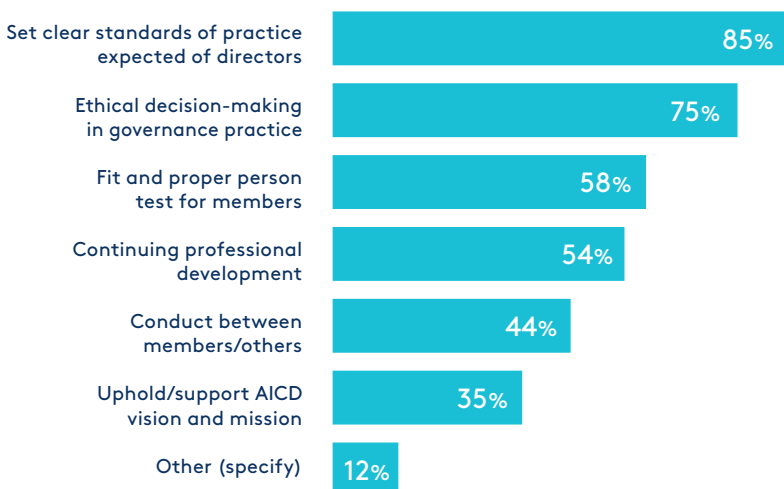 Set clear standards of practice
expected of directors
85%
Ethical decision-making
in governance practice
75%
Fit and proper person
test for members
58%
Continuing professional
development
54%
Conduct between
members/others
44%
Uphold/support AICD
vision and mission
35%
Other (specify)
12%